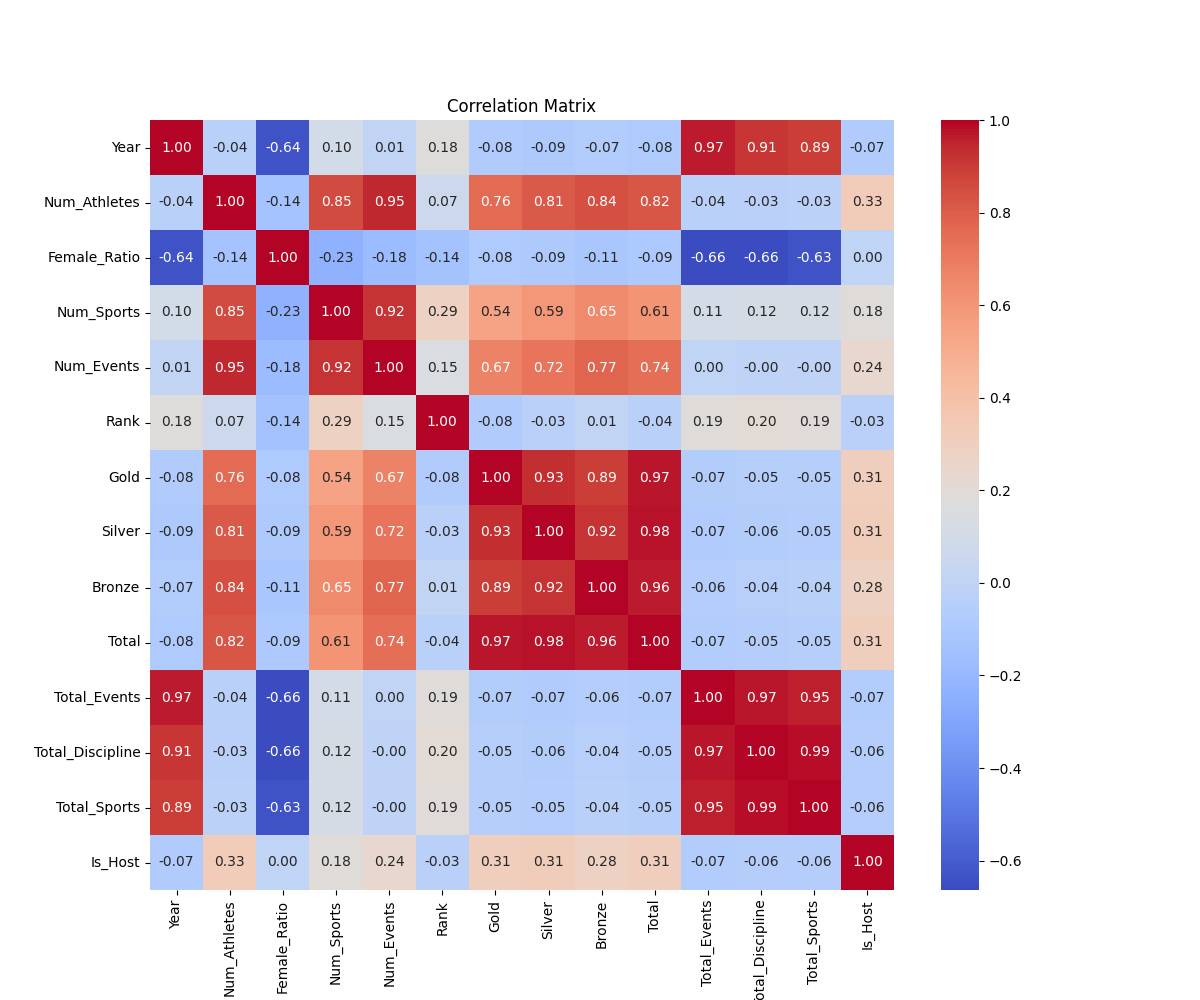 Correlation Matrix
Year 1.00 -0.04 -0.64 0.10 0.01 0.18 -0.08 -0.09 -0.07 -0.08 0.97 0.91 0.89 -0.07
Num_Athletes -0.04 1.00 -0.14 0.85 0.95 0.07 0.76 0.81 0.84 0.82 -0.04 -0.03 -0.03 0.33
Female_Ratio -0.64 -0.14 1.00 -0.23 -0.18 -0.14 -0.08 -0.09 -0.11 -0.09 -0.66 -0.66 -0.63 0.00
Num_Sports 0.10 0.85 -0.23 1.00 0.92 0.29 0.54 0.59 0.65 0.61 0.11 0.12 0.12 0.18
Num_Events 0.01 0.95 -0.18 0.92 1.00 0.15 0.67 0.72 0.77 0.74 0.00 -0.00 -0.00 0.24
Rank 0.18 0.07 -0.14 0.29 0.15 1.00 -0.08 -0.03 0.01 -0.04 0.19 0.20 0.19 -0.03
Gold -0.08 0.76 -0.08 0.54 0.67 -0.08 1.00 0.93 0.89 0.97 -0.07 -0.05 -0.05 0.31
Silver -0.09 0.81 -0.09 0.59 0.72 -0.03 0.93 1.00 0.92 0.98 -0.07 -0.06 -0.05 0.31
Bronze -0.07 0.84 -0.11 0.65 0.77 0.01 0.89 0.92 1.00 0.96 -0.06 -0.04 -0.04 0.28
Total -0.08 0.82 -0.09 0.61 0.74 -0.04 0.97 0.98 0.96 1.00 -0.07 -0.05 -0.05 0.31
Total_Events 0.97 -0.04 -0.66 0.11 0.00 0.19 -0.07 -0.07 -0.06 -0.07 1.00 0.97 0.95 -0.07
Total_Discipline 0.91 -0.03 -0.66 0.12 -0.00 0.20 -0.05 -0.06 -0.04 -0.05 0.97 1.00 0.99 -0.06
Total_Sports 0.89 -0.03 -0.63 0.12 -0.00 0.19 -0.05 -0.05 -0.04 -0.05 0.95 0.99 1.00 -0.06
Is_Host -0.07 0.33 0.00 0.18 0.24 -0.03 0.31 0.31 0.28 0.31 -0.07 -0.06 -0.06 1.00
Year
Num_Athletes
Female_Ratio
Num_Sports
Num_Events
Rank
Gold
Silver
Bronze
Total
Total_Events
otal_Discipline
Total_Sports
Is_Host
1.0
0.8
0.6
0.4
0.2
0.0
−0.2
−0.4
−0.6